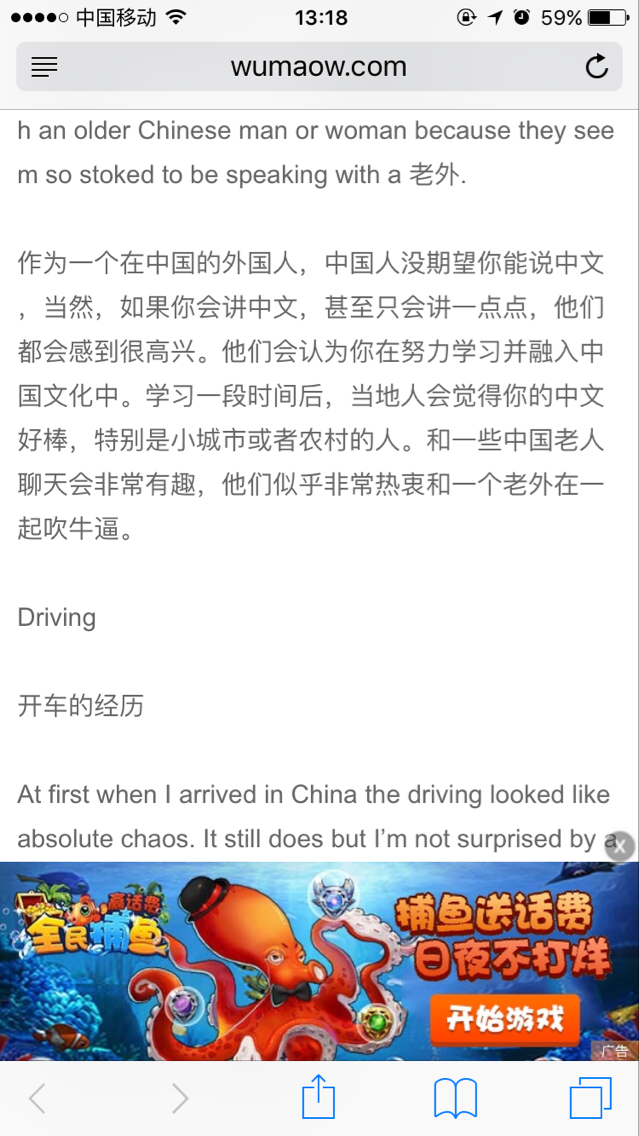 中国移动 13:18 59%
wumaow.com
h an older Chinese man or woman because they see
m so stoked to be speaking with a 老外.
作为一个在中国的外国人，中国人没期望你能说中文
，当然，如果你会讲中文，甚至只会讲一点点，他们
都会感到很高兴。他们会认为你在努力学习并融入中
国文化中。学习一段时间后，当地人会觉得你的中文
好棒，特别是小城市或者农村的人。和一些中国老人
聊天会非常有趣，他们似乎非常热衷和一个老外在一
起吹牛逼。
Driving
开车的经历
At first when I arrived in China the driving looked like
absolute chaos. It still does but I’m not surprised by a
X
赢话费
全民捕鱼
捕鱼送话费
日夜不打烊
开始游戏
广告